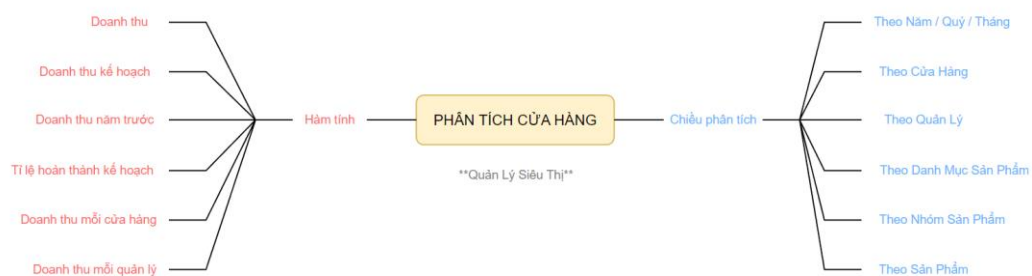 Doanh thu
Doanh thu kế hoạch
Doanh thu năm trước
Tỉ lệ hoàn thành kế hoạch
Doanh thu mỗi cửa hàng
Doanh thu mỗi quản lý
Hàm tính
PHÂN TÍCH CỬA HÀNG
**Quản Lý Siêu Thị**
Chiều phân tích
Theo Năm / Quý / Tháng
Theo Cửa Hàng
Theo Quản Lý
Theo Danh Mục Sản Phẩm
Theo Nhóm Sản Phẩm
Theo Sản Phẩm